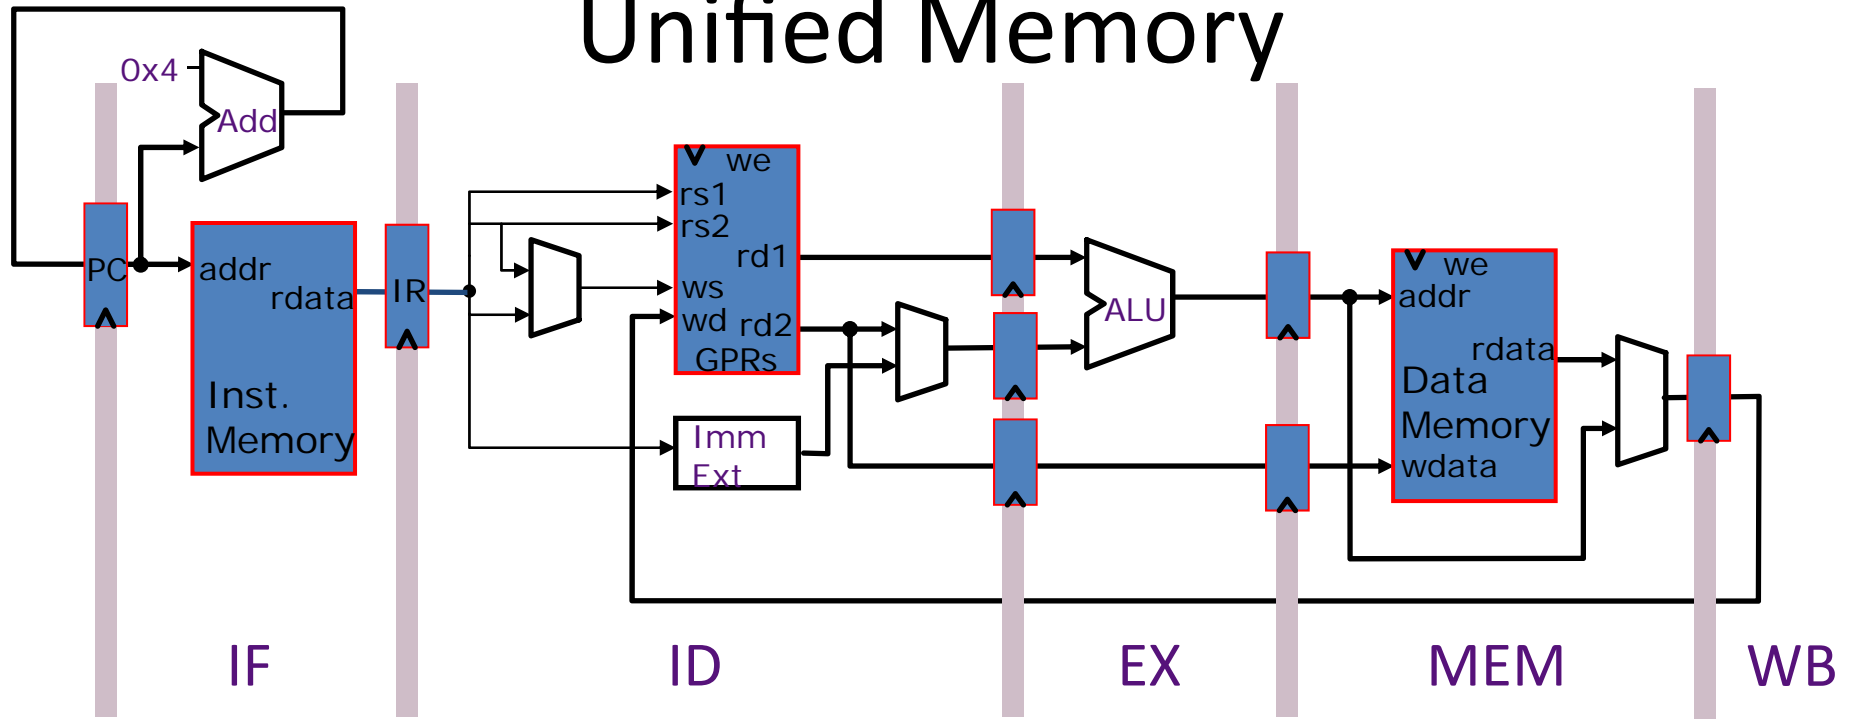 Unified Memory
0x4
Add
PC
addr
rdata
Inst.
Memory
IR
we
rs1
rs2
rd1
ws
wd
rd2
GPRs
Imm
Ext
ALU
we
addr
rdata
Data
Memory
wdata
IF
ID
EX
MEM
WB